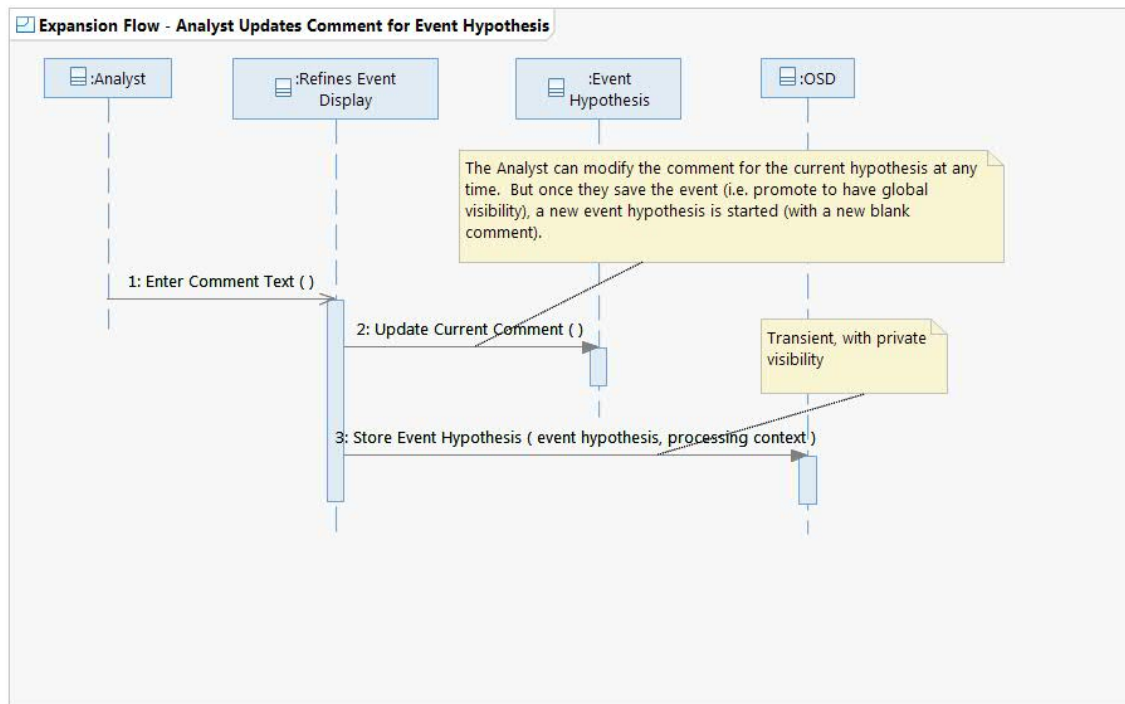 Expansion Flow - Analyst Updates Comment for Event Hypothesis
:Analyst
:Refines Event
Display
:Event
Hypothesis
:OSD
The Analyst can modify the comment for the current hypothesis at any
time.  But once they save the event (i.e. promote to have global
visibility), a new event hypothesis is started (with a new blank
comment).
1: Enter Comment Text ( )
2: Update Current Comment ( )
Transient, with private
visibility
3: Store Event Hypothesis ( event hypothesis, processing context )